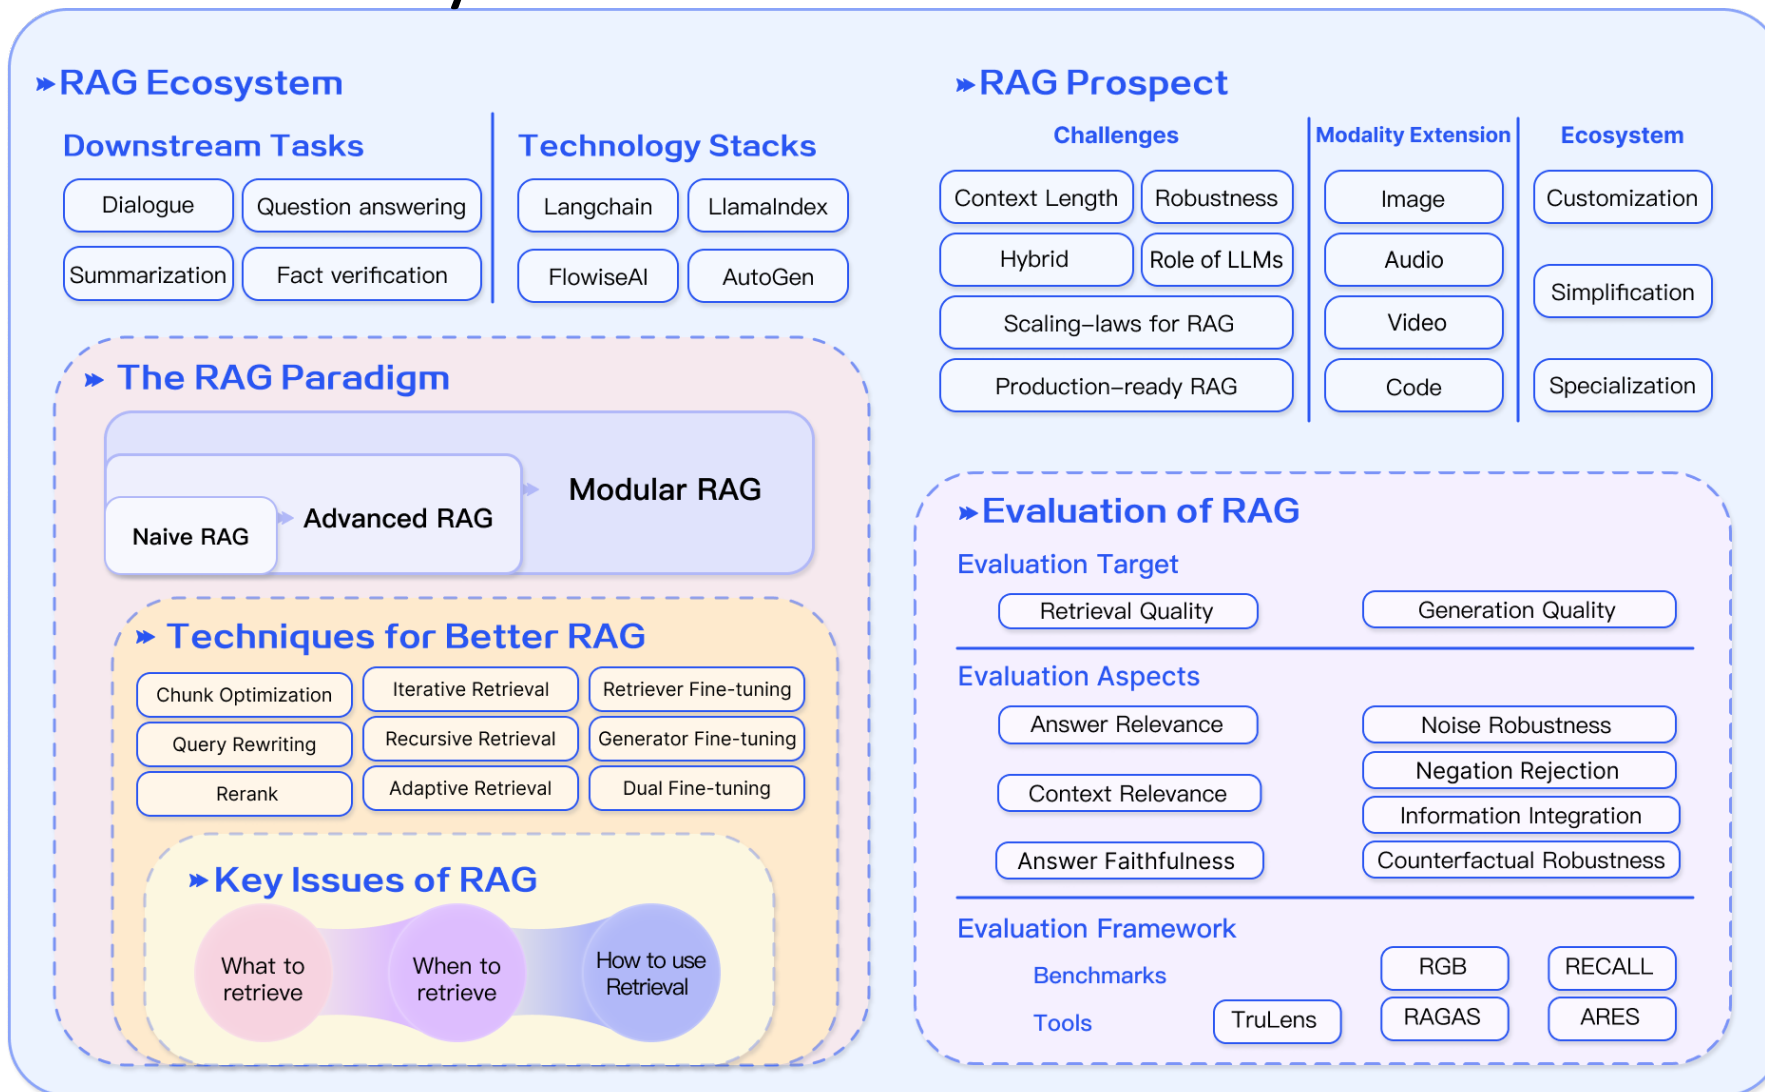 RAG Ecosystem
Downstream Tasks
Dialogue
Question answering
Summarization
Fact verification
Technology Stacks
Langchain
LlamaIndex
FlowiseAI
AutoGen
The RAG Paradigm
Naive RAG
Advanced RAG
Modular RAG
Techniques for Better RAG
Chunk Optimization
Iterative Retrieval
Retriever Fine-tuning
Query Rewriting
Recursive Retrieval
Generator Fine-tuning
Rerank
Adaptive Retrieval
Dual Fine-tuning
Key Issues of RAG
What to
retrieve
When to
retrieve
How to use
Retrieval
RAG Prospect
Challenges
Context Length
Robustness
Hybrid
Role of LLMs
Scaling-laws for RAG
Production-ready RAG
Modality Extension
Image
Audio
Video
Code
Ecosystem
Customization
Simplification
Specialization
Evaluation of RAG
Evaluation Target
Retrieval Quality
Generation Quality
Evaluation Aspects
Answer Relevance
Context Relevance
Answer Faithfulness
Noise Robustness
Negation Rejection
Information Integration
Counterfactual Robustness
Evaluation Framework
Benchmarks
RGB
RECALL
Tools
TruLens
RAGAS
ARES